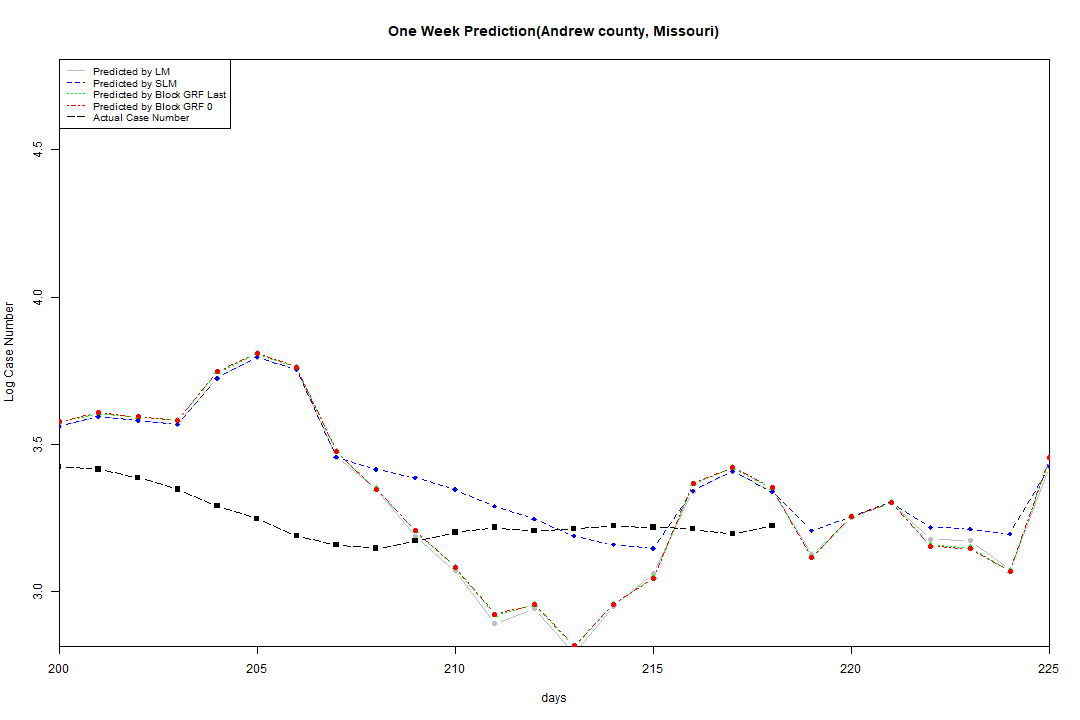 One Week Prediction(Andrew county, Missouri)
Predicted by LM
Predicted by SLM
Predicted by Block GRF Last
Predicted by Block GRF 0
Actual Case Number
4.5
4.0
3.5
3.0
Log Case Number
200 205 210 215 220 225
days